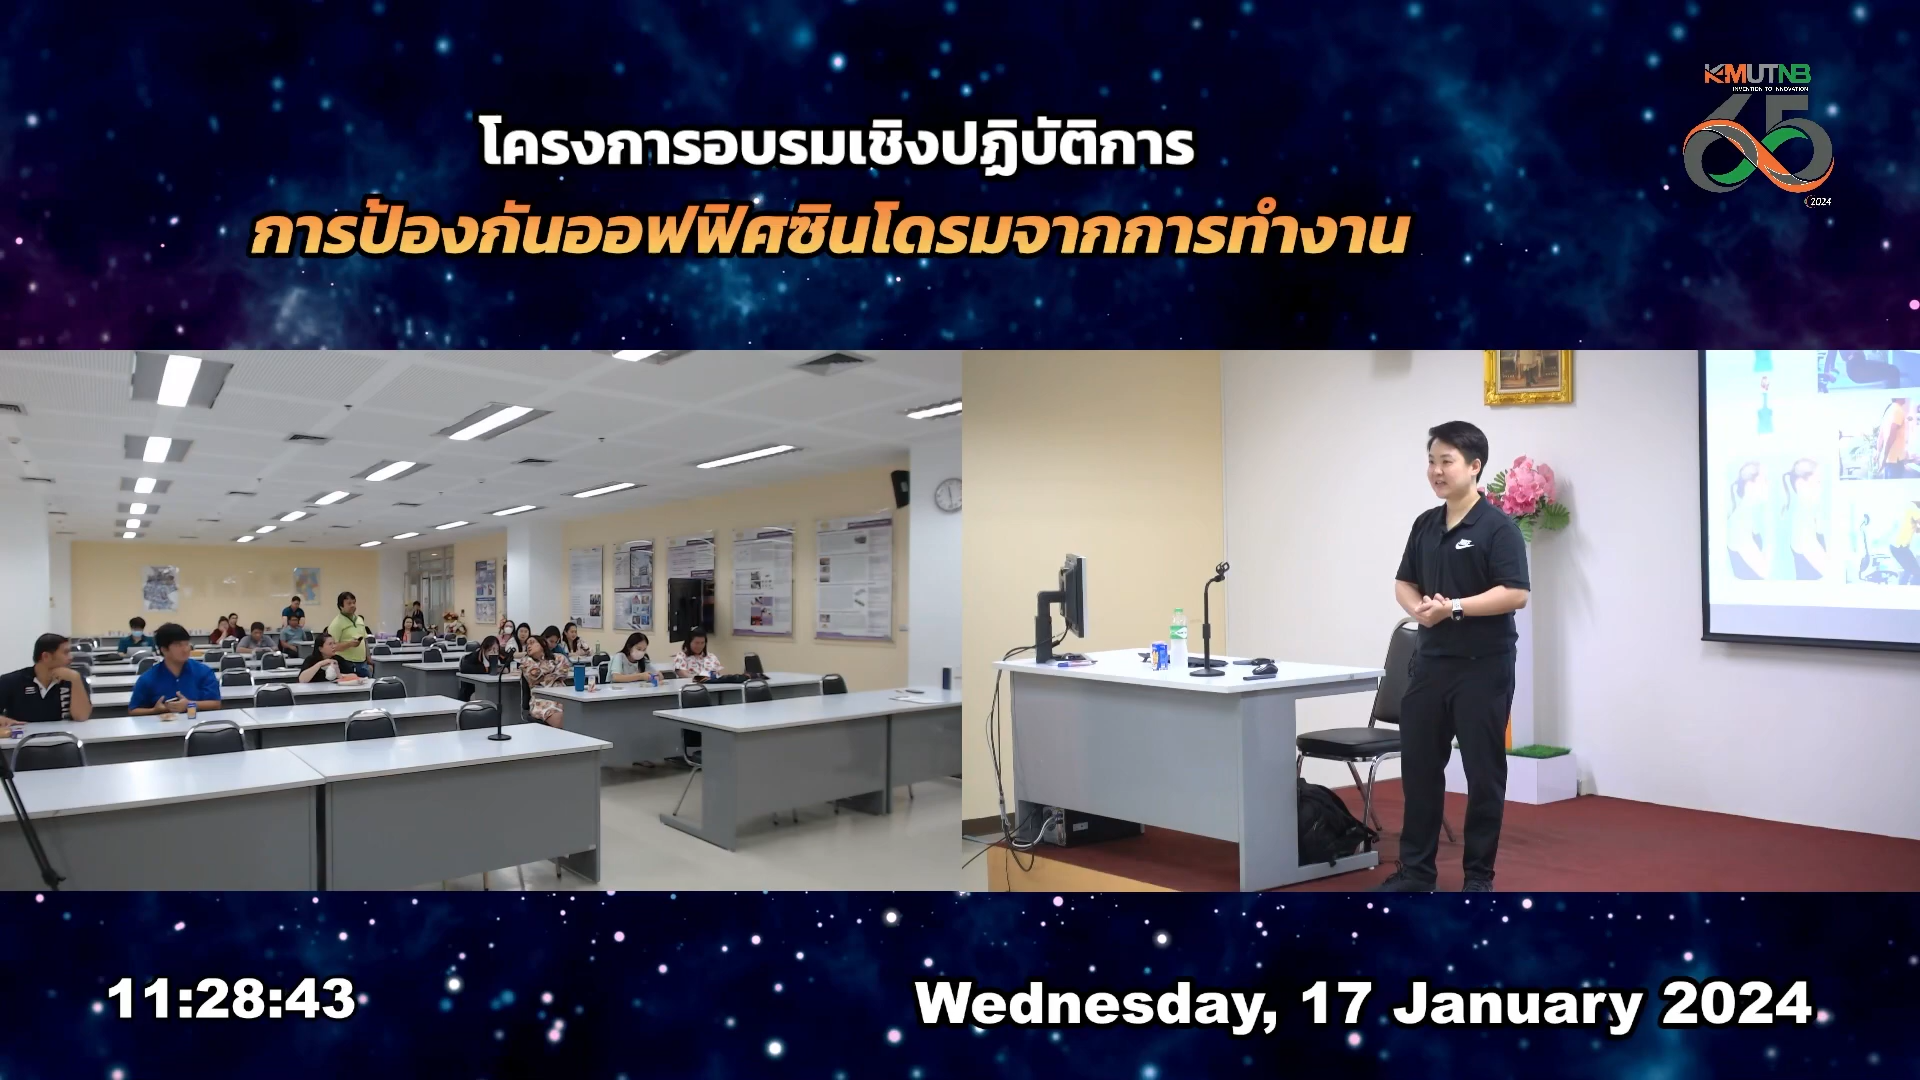 KMUTNB
INVENTION TO INNOVATION
65
2024
โครงการอบรมเชิงปฏิบัติการ
การป้องกันออฟฟิศซินโดรมจากการทำงาน
11:28:43
Wednesday, 17 January 2024